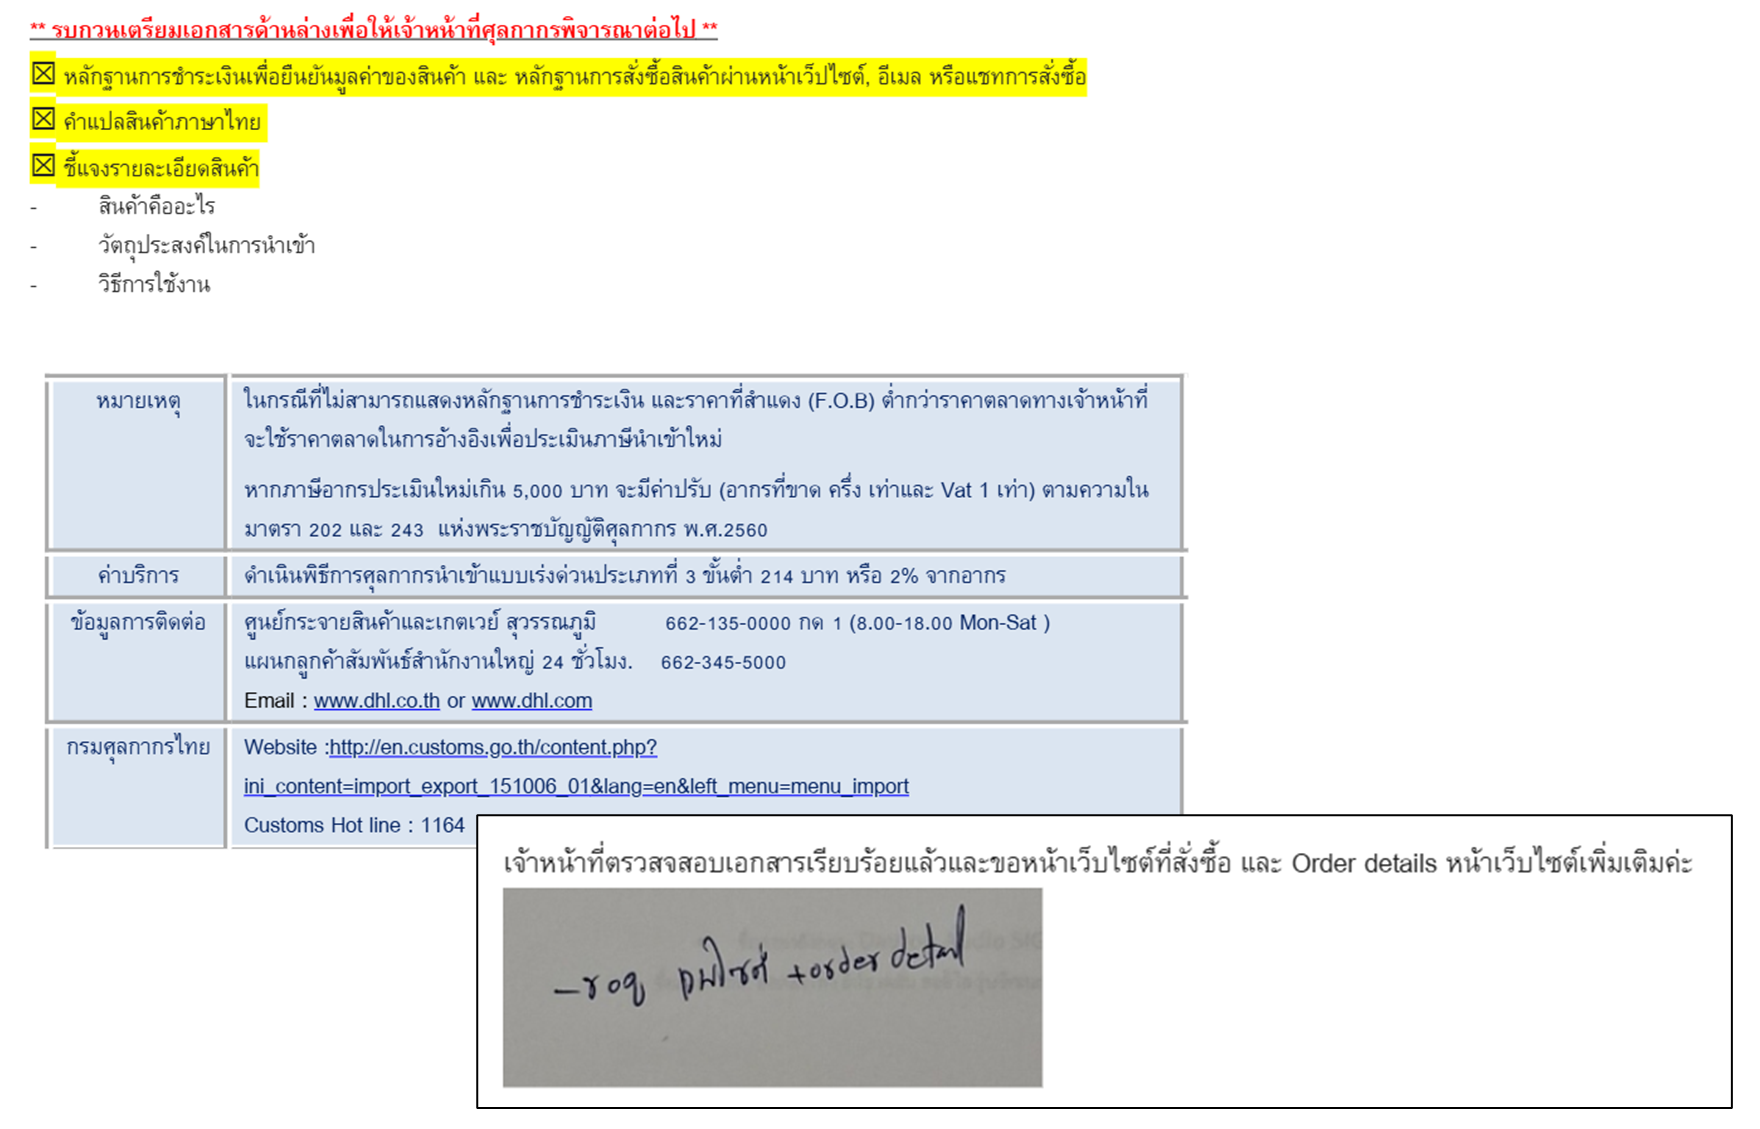 ** รบกวนเตรียมเอกสารด้านล่างเพื่อให้เจ้าหน้าที่ศุลกากรพิจารณาต่อไป **
☒ หลักฐานการชำระเงินเพื่อยืนยันมูลค่าของสินค้า และ หลักฐานการสั่งซื้อสินค้าผ่านหน้าเว็ปไซต์, อีเมล หรือแชทการสั่งซื้อ
☒ คำแปลสินค้าภาษาไทย
☒ ชี้แจงรายละเอียดสินค้า
- สินค้าคืออะไร
- วัตถุประสงค์ในการนำเข้า
- วิธีการใช้งาน
หมายเหตุ
ในกรณีที่ไม่สามารถแสดงหลักฐานการชำระเงิน และราคาที่สำแดง (F.O.B) ต่ำกว่าราคาตลาดทางเจ้าหน้าที่
จะใช้ราคาตลาดในการอ้างอิงเพื่อประเมินภาษีนำเข้าใหม่
หากภาษีอากรประเมินใหม่เกิน 5,000 บาท จะมีค่าปรับ (อากรที่ขาด ครึ่ง เท่าและ Vat 1 เท่า) ตามความใน
มาตรา 202 และ 243 แห่งพระราชบัญญัติศุลกากร พ.ศ.2560
ค่าบริการ
ดำเนินพิธีการศุลกากรนำเข้าแบบเร่งด่วนประเภทที่ 3 ขั้นต่ำ 214 บาท หรือ 2% จากอากร
ข้อมูลการติดต่อ
ศูนย์กระจายสินค้าและเกตเวย์ สุวรรณภูมิ 662-135-0000 กด 1 (8.00-18.00 Mon-Sat )
แผนกลูกค้าสัมพันธ์สำนักงานใหญ่ 24 ชั่วโมง. 662-345-5000
Email : www.dhl.co.th or www.dhl.com
กรมศุลกากรไทย
Website :http://en.customs.go.th/content.php?
ini_content=import_export_151006_01&lang=en&left_menu=menu_import
Customs Hot line : 1164
เจ้าหน้าที่ตรวสจสอบเอกสารเรียบร้อยแล้วและขอหน้าเว็บไซต์ที่สั่งซื้อ และ Order details หน้าเว็บไซต์เพิ่มเติมค่ะ
+order detail